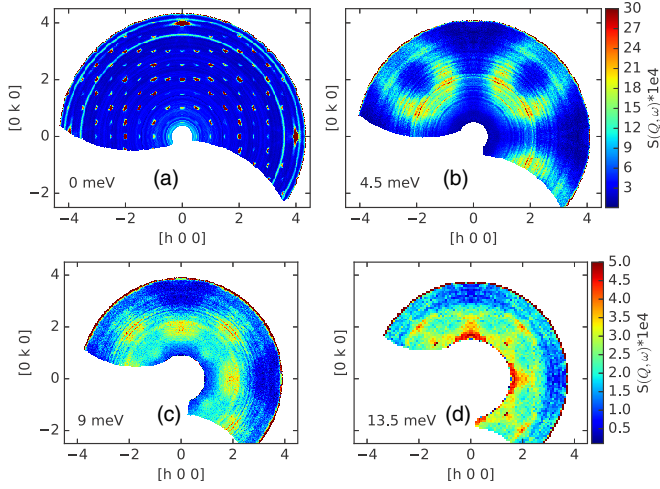 [0 k 0]
4
2
0
−2
0 meV
(a)
−4 −2 0 2 4
[h 0 0]
[0 k 0]
4
2
0
−2
4.5 meV
(b)
−4 −2 0 2 4
[h 0 0]
30
27
24
21
18
15
12
9
6
3
S(Q,ω)*1e4
[0 k 0]
4
2
0
−2
9 meV
(c)
−4 −2 0 2 4
[h 0 0]
[0 k 0]
4
2
0
−2
13.5 meV
(d)
−4 −2 0 2 4
[h 0 0]
5.0
4.5
4.0
3.5
3.0
2.5
2.0
1.5
1.0
0.5
S(Q,ω)*1e4